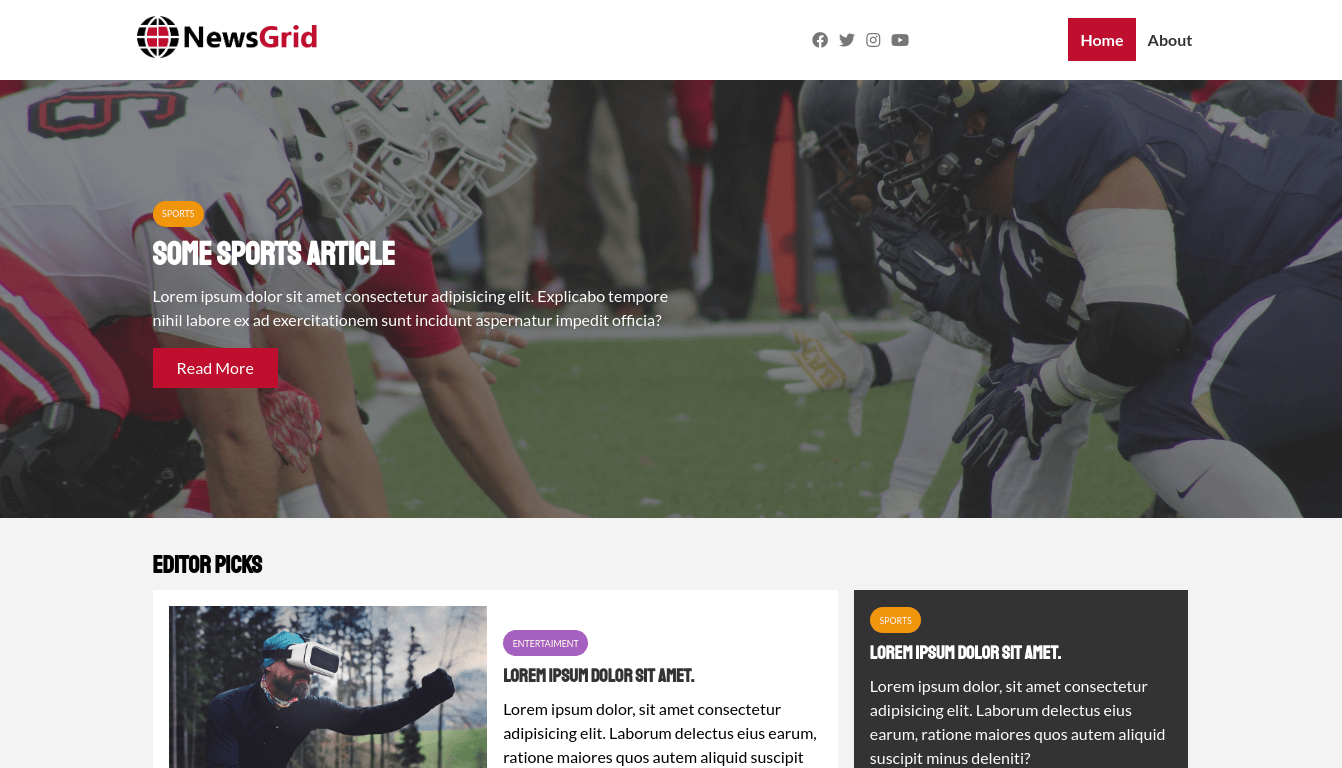 NewsGrid
Home
About
SPORTS
SOME SPORTS ARTICLE
Lorem ipsum dolor sit amet consectetur adipisicing elit. Explicabo tempore
nihil labore ex ad exercitationem sunt incidunt aspernatur impedit officia?
Read More
EDITOR PICKS
ENTERTAIMENT
LOREM IPSUM DOLOR SIT AMET.
Lorem ipsum dolor, sit amet consectetur
adipisicing elit. Laborum delectus eius earum,
ratione maiores quos autem aliquid suscipit
SPORTS
LOREM IPSUM DOLOR SIT AMET.
Lorem ipsum dolor, sit amet consectetur
adipisicing elit. Laborum delectus eius
earum, ratione maiores quos autem aliquid
suscipit minus deleniti?